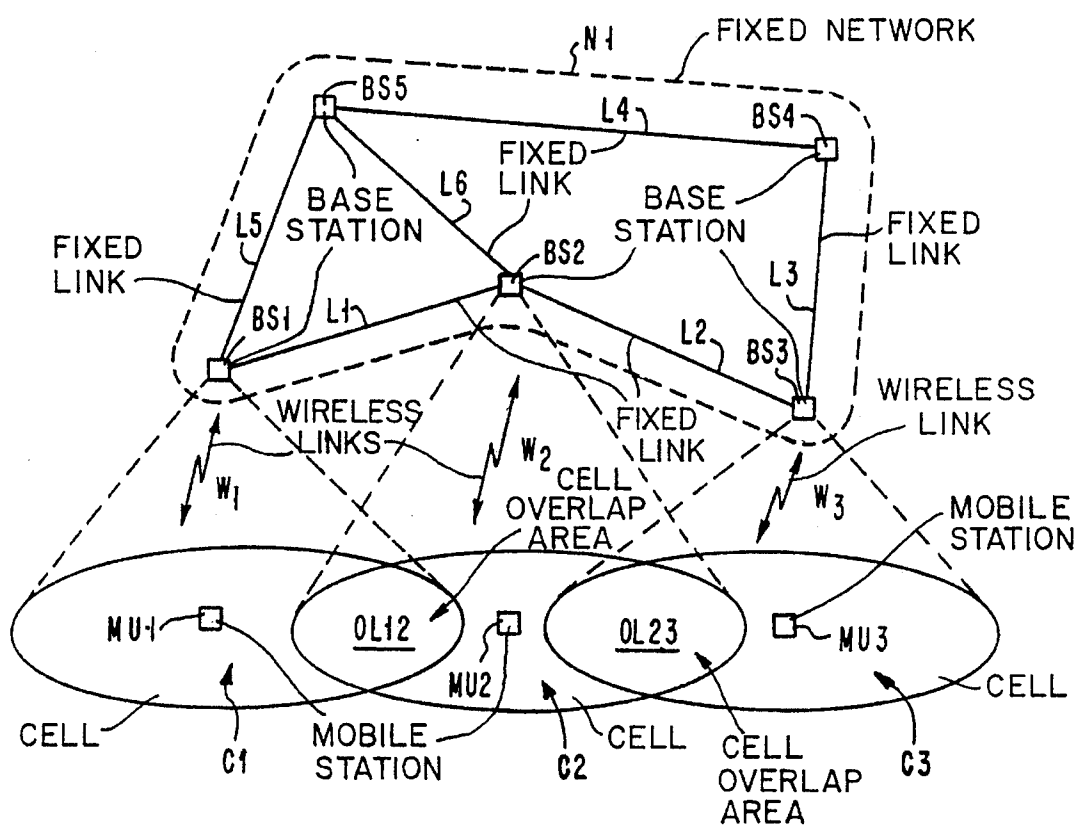 N1
FIXED NETWORK
BS5
L4
BS4
FIXED
LINK
L6
BASE
STATION
BASE
STATION
L5
FIXED
LINK
FIXED
LINK
BS2
L3
BS1
L1
L2
BS3
WIRELESS
LINKS
FIXED
LINK
WIRELESS
LINK
W1
W2
W3
CELL
OVERLAP
AREA
MOBILE
STATION
MU1
OL12
MU2
OL23
MU3
CELL
C1
MOBILE
STATION
C2
CELL
CELL
OVERLAP
AREA
C3
CELL